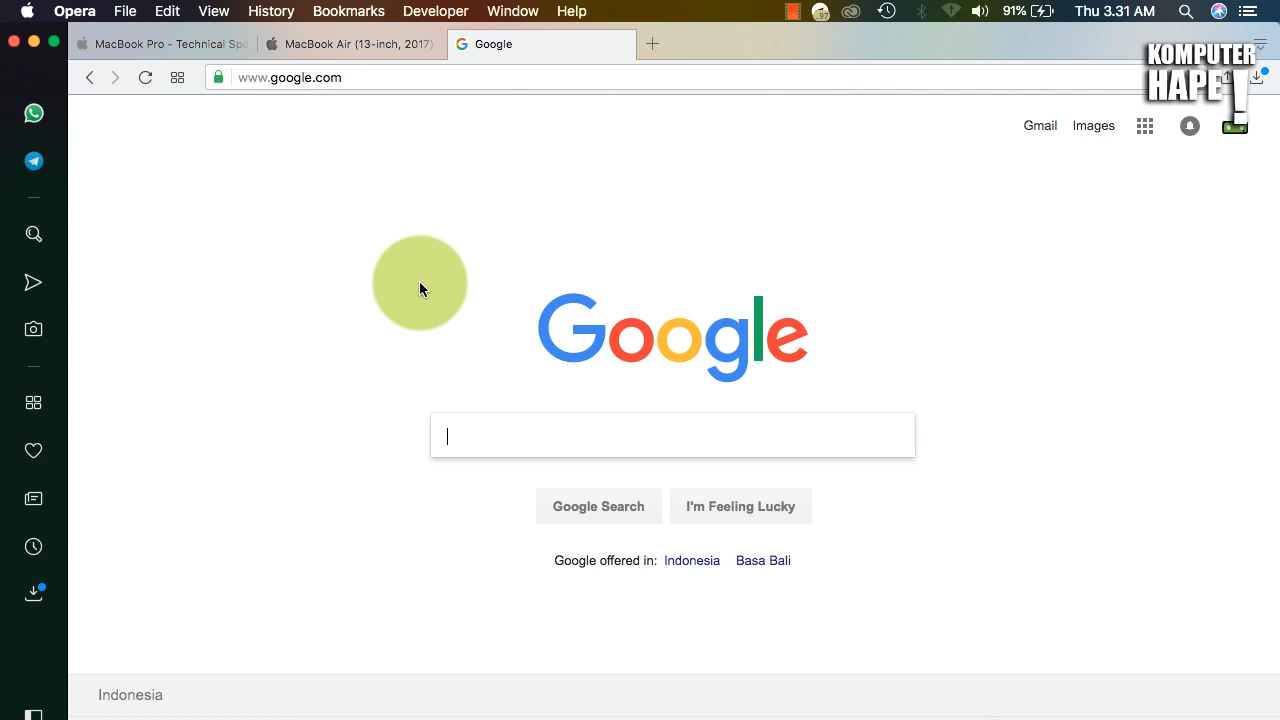 Opera File Edit View History Bookmarks Developer Window Help 91% Thu 3.31 AM
MacBook Pro - Technical Spe MacBook Air (13-inch, 2017) Google
www.google.com
KOMPUTER
HAPE!
Gmail Images
Google
Google Search I'm Feeling Lucky
Google offered in: Indonesia Basa Bali
Indonesia